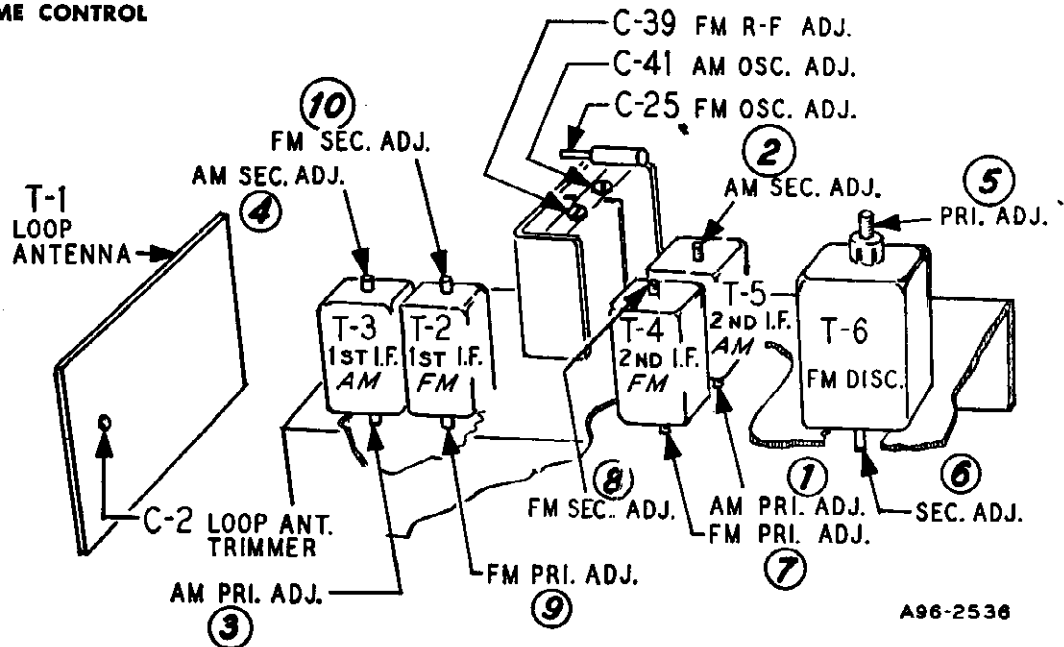 ME CONTROL
C-39 FM R-F ADJ.
C-41 AM OSC. ADJ.
C-25 FM OSC. ADJ.
10
FM SEC. ADJ.
2
AM SEC. ADJ.
AM SEC. ADJ.
4
5
PRI. ADJ.
T-1
LOOP
ANTENNA
T-3
1ST I.F.
AM
T-2
1ST I.F.
FM
T-4
2ND I.F.
FM
T-5
2ND I.F.
AM
T-6
FM DISC.
C-2 LOOP ANT.
TRIMMER
8
FM SEC. ADJ.
1
AM PRI. ADJ.
FM PRI. ADJ.
7
6
SEC. ADJ.
AM PRI. ADJ.
3
FM PRI. ADJ.
9
A96-2536